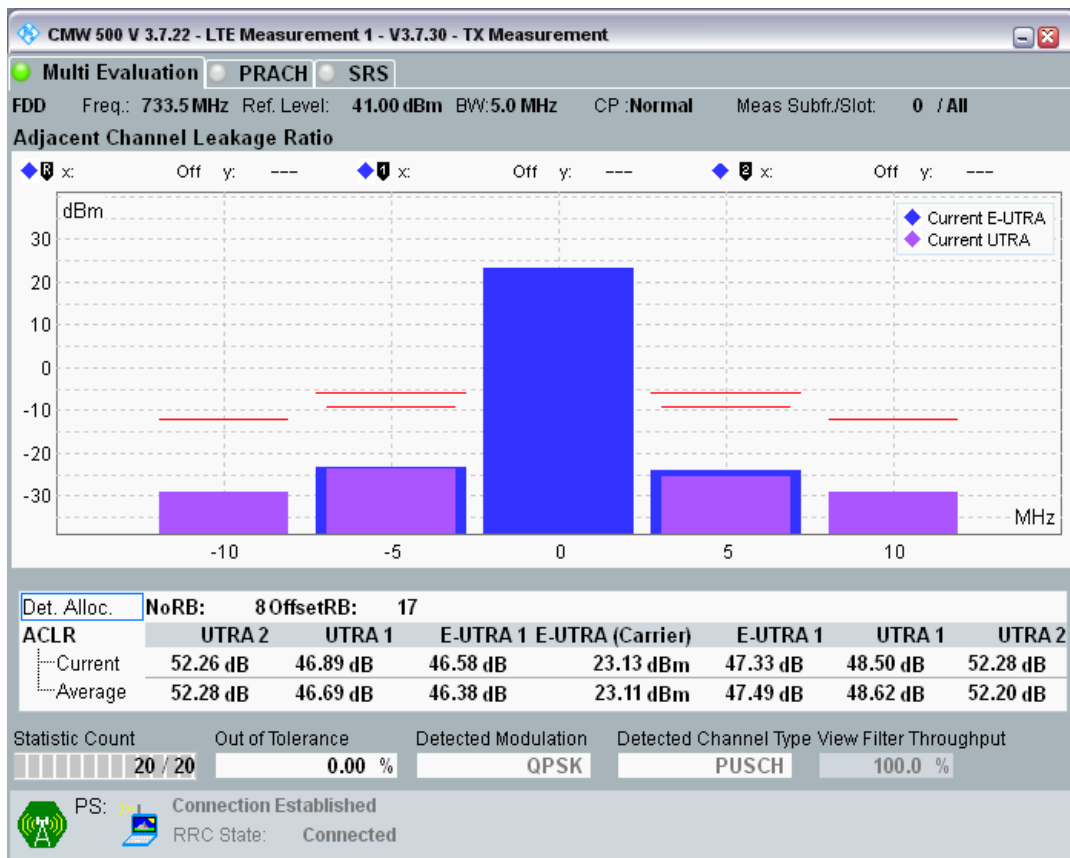 CMW 500 V 3.7.22 - LTE Measurement 1 - V3.7.30 - TX Measurement
Multi Evaluation PRACH SRS
FDD Freq.: 733.5 MHz Ref. Level: 41.00 dBm BW:5.0 MHz CP :Normal Meas Subfr./Slot: 0 / All
Adjacent Channel Leakage Ratio
R x: Off y: --- 1 x: Off y: --- 2 x: Off y: ---
dBm
Current E-UTRA
Current UTRA
30
20
10
0
-10
-20
-30
MHz
-10 -5 0 5 10
Det. Alloc. NoRB: 8 OffsetRB: 17
ACLR UTRA 2 UTRA 1 E-UTRA 1 E-UTRA (Carrier) E-UTRA 1 UTRA 1 UTRA 2
Current 52.26 dB 46.89 dB 46.58 dB 23.13 dBm 47.33 dB 48.50 dB 52.28 dB
Average 52.28 dB 46.69 dB 46.38 dB 23.11 dBm 47.49 dB 48.62 dB 52.20 dB
Statistic Count Out of Tolerance Detected Modulation Detected Channel Type View Filter Throughput
20 / 20 0.00 % QPSK PUSCH 100.0 %
PS: Connection Established
RRC State: Connected